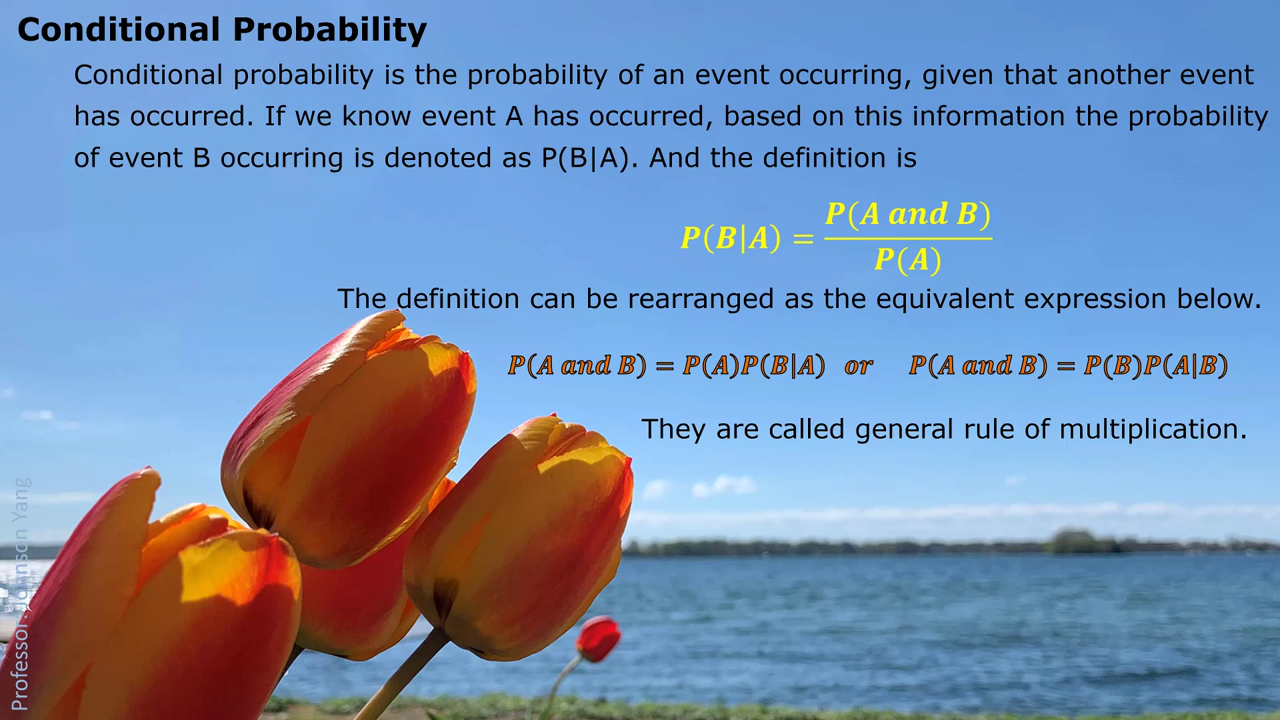 Conditional Probability
Conditional probability is the probability of an event occurring, given that another event
has occurred. If we know event A has occurred, based on this information the probability
of event B occurring is denoted as P(B|A). And the definition is
P(B|A) = P(A and B) / P(A)
The definition can be rearranged as the equivalent expression below.
P(A and B) = P(A)P(B|A) or P(A and B) = P(B)P(A|B)
They are called general rule of multiplication.
Professor: Johnson Yang